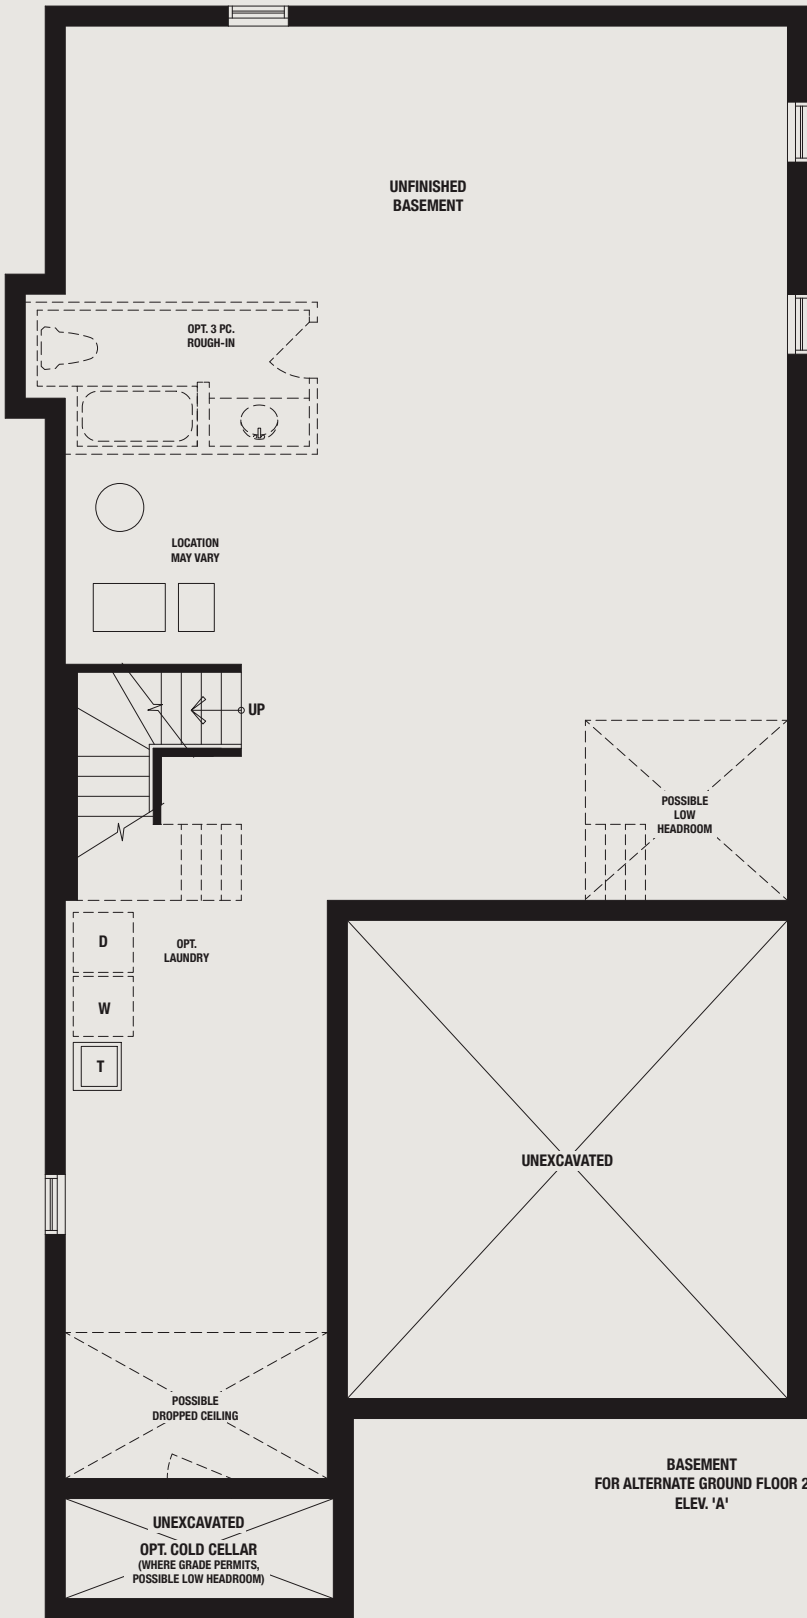 UNFINISHED
BASEMENT
OPT. 3 PC.
ROUGH-IN
LOCATION
MAY VARY
UP
POSSIBLE
LOW
HEADROOM
D
OPT.
LAUNDRY
W
T
UNEXCAVATED
POSSIBLE
DROPPED CEILING
BASEMENT
FOR ALTERNATE GROUND FLOOR 2
ELEV. 'A'
UNEXCAVATED
OPT. COLD CELLAR
(WHERE GRADE PERMITS,
POSSIBLE LOW HEADROOM)